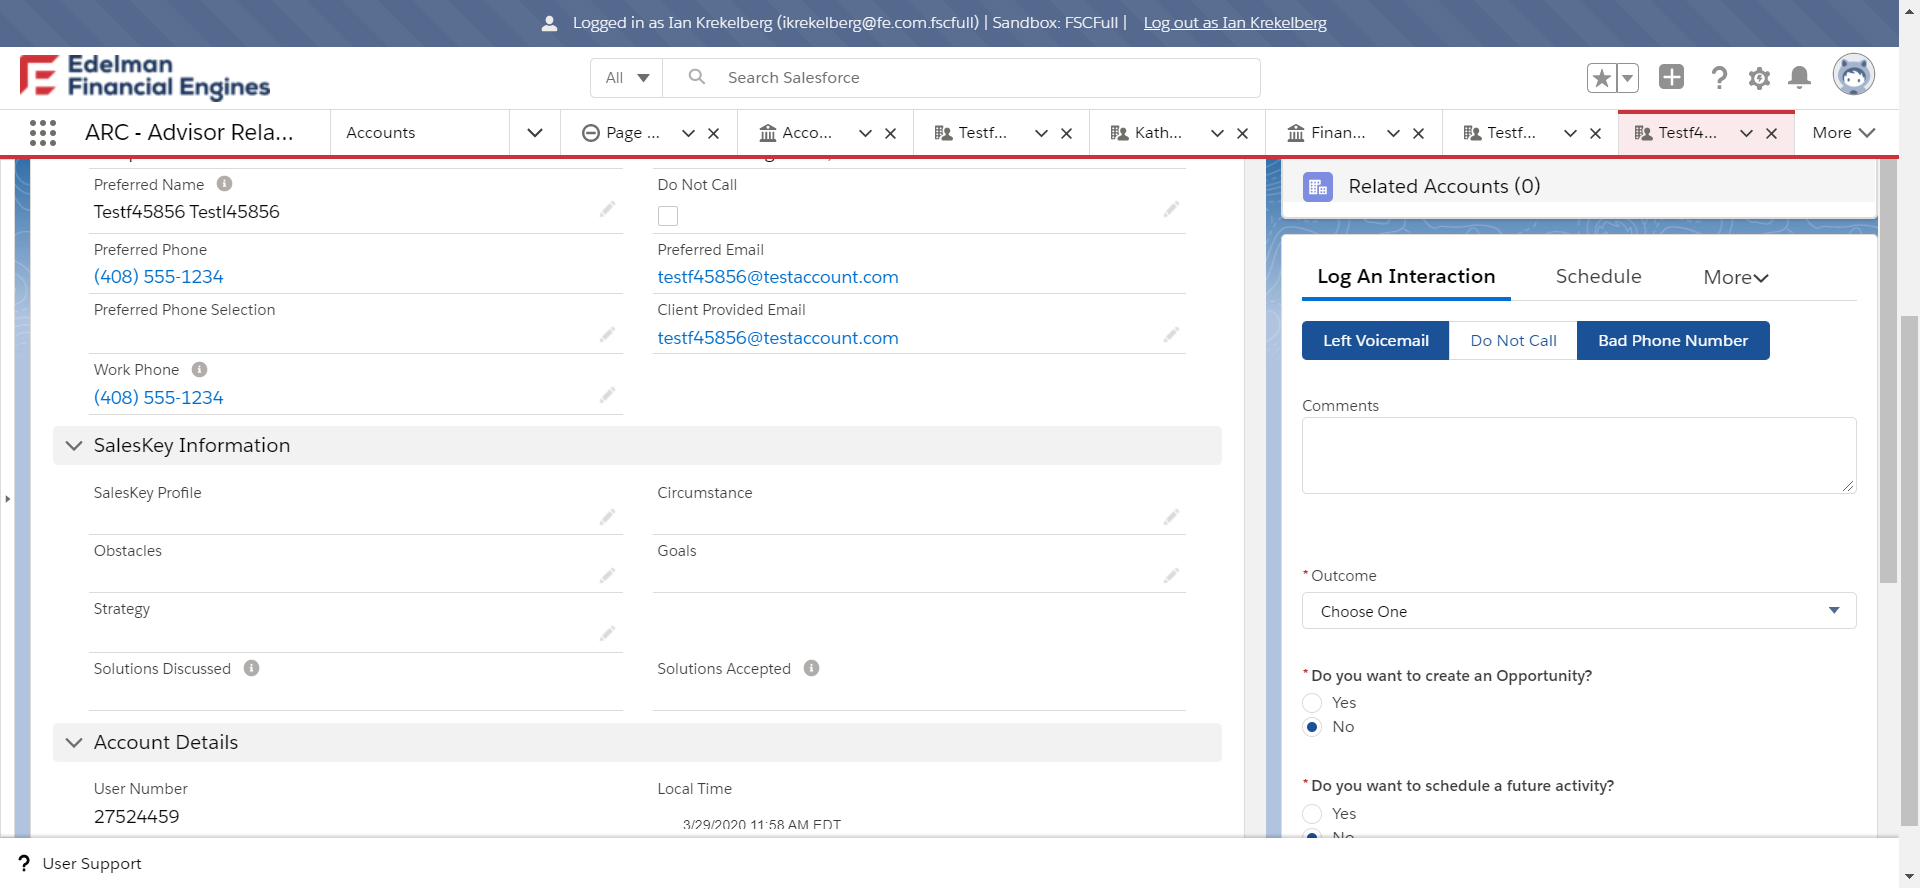 Logged in as Ian Krekelberg (ikrekelberg@fe.com.fscfull) | Sandbox: FSCFull | Log out as Ian Krekelberg
Edelman
Financial Engines
All
Search Salesforce
ARC - Advisor Rela...
Accounts
Page ...
Acco...
Testf...
Kath...
Finan...
Testf...
Testf4...
More
Preferred Name
Testf45856 Testl45856
Do Not Call
Preferred Phone
(408) 555-1234
Preferred Email
testf45856@testaccount.com
Preferred Phone Selection
Client Provided Email
testf45856@testaccount.com
Work Phone
(408) 555-1234
SalesKey Information
SalesKey Profile
Circumstance
Obstacles
Goals
Strategy
Solutions Discussed
Solutions Accepted
Account Details
User Number
27524459
Local Time
3/29/2020 11:58 AM EDT
Related Accounts (0)
Log An Interaction
Schedule
More
Left Voicemail
Do Not Call
Bad Phone Number
Comments
*Outcome
Choose One
*Do you want to create an Opportunity?
Yes
No
*Do you want to schedule a future activity?
Yes
No
? User Support